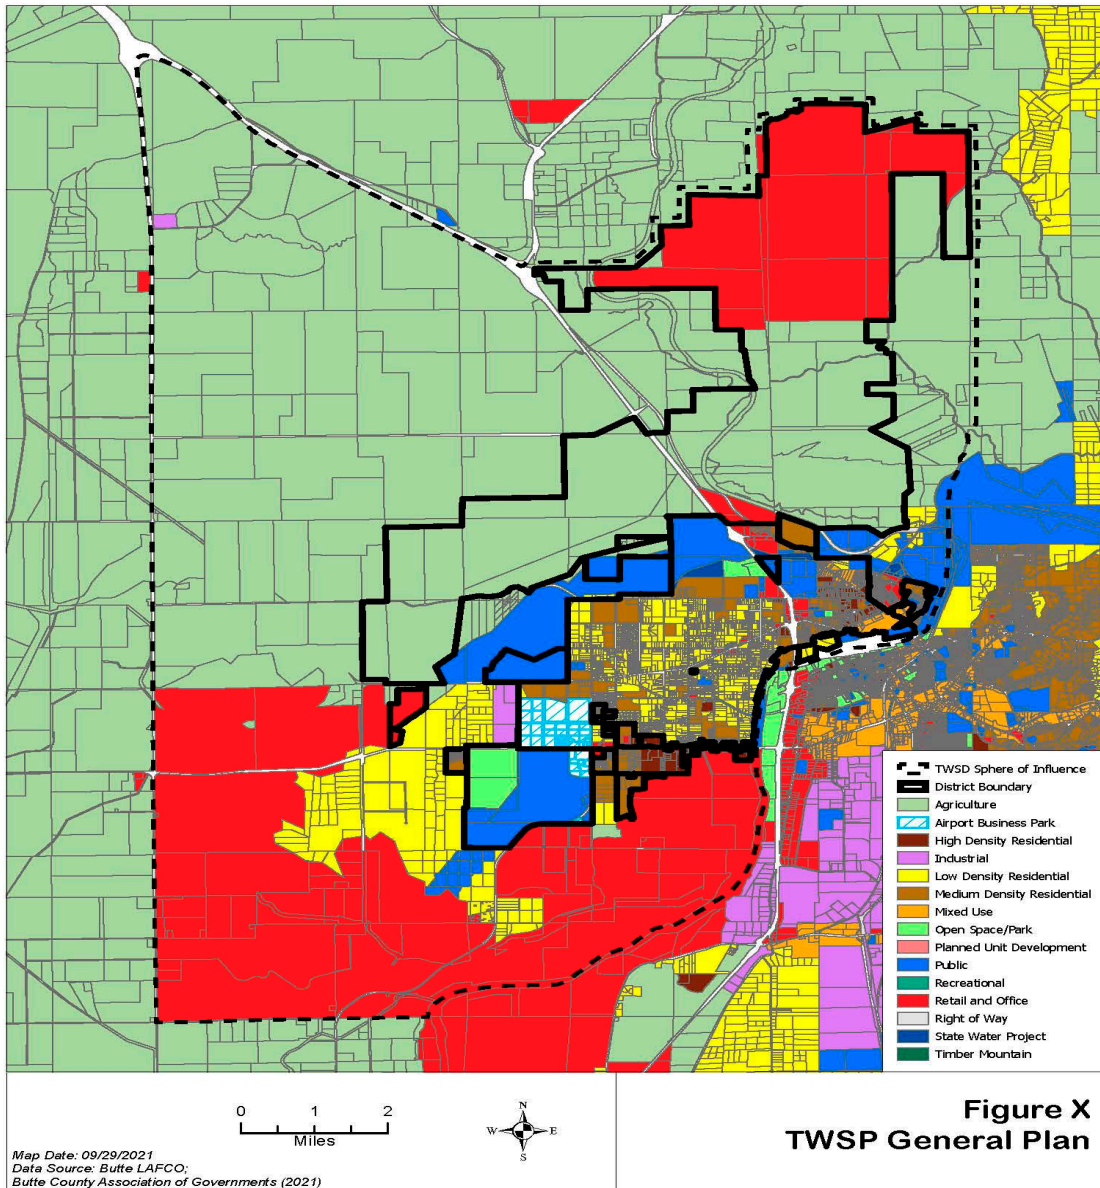 TWSD Sphere of Influence
District Boundary
Agriculture
Airport Business Park
High Density Residential
Industrial
Low Density Residential
Medium Density Residential
Mixed Use
Open Space/Park
Planned Unit Development
Public
Recreational
Retail and Office
Right of Way
State Water Project
Timber Mountain
0 1 2
Miles
N
W E
S
Figure X
TWSP General Plan
Map Date: 09/29/2021
Data Source: Butte LAFCO;
Butte County Association of Governments (2021)